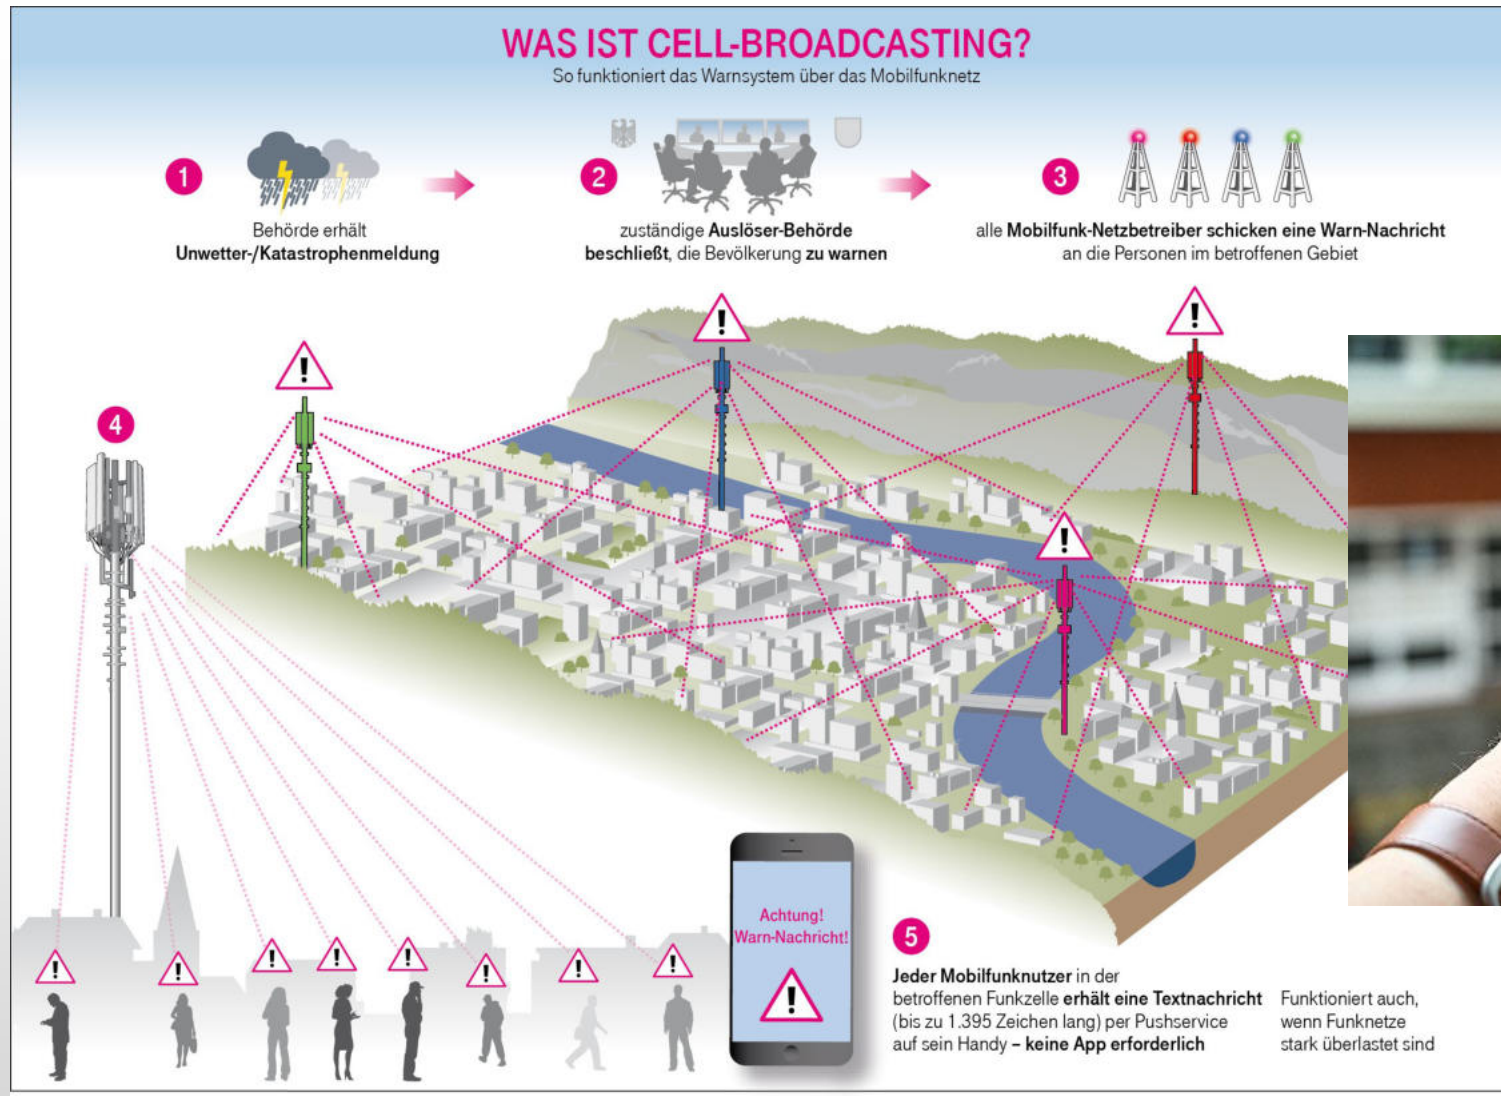 WAS IST CELL-BROADCASTING?
So funktioniert das Warnsystem über das Mobilfunknetz
1
Behörde erhält
Unwetter-/Katastrophenmeldung
2
zuständige Auslöser-Behörde
beschließt, die Bevölkerung zu warnen
3
alle Mobilfunk-Netzbetreiber schicken eine Warn-Nachricht
an die Personen im betroffenen Gebiet
!
!
!
!
4
!
!
!
!
!
!
!
!
Achtung!
Warn-Nachricht!
!
5
Jeder Mobilfunknutzer in der
betroffenen Funkzelle erhält eine Textnachricht
(bis zu 1.395 Zeichen lang) per Pushservice
auf sein Handy – keine App erforderlich
Funktioniert auch,
wenn Funknetze
stark überlastet sind